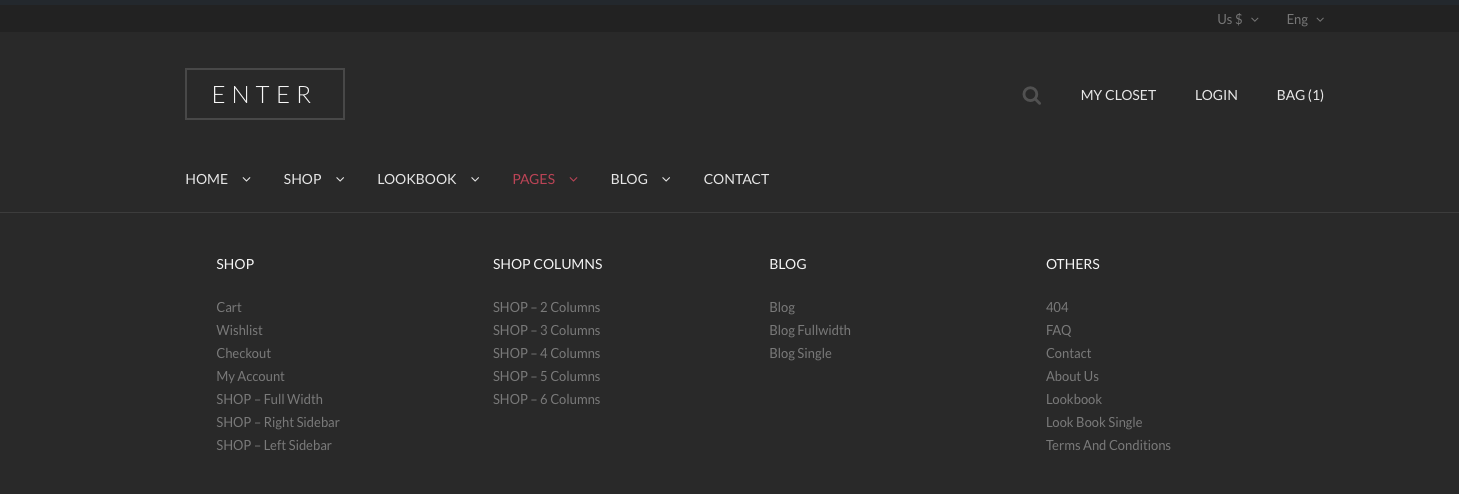 Us $ Eng
ENTER
MY CLOSET LOGIN BAG (1)
HOME SHOP LOOKBOOK PAGES BLOG CONTACT
SHOP
Cart
Wishlist
Checkout
My Account
SHOP – Full Width
SHOP – Right Sidebar
SHOP – Left Sidebar
SHOP COLUMNS
SHOP – 2 Columns
SHOP – 3 Columns
SHOP – 4 Columns
SHOP – 5 Columns
SHOP – 6 Columns
BLOG
Blog
Blog Fullwidth
Blog Single
OTHERS
404
FAQ
Contact
About Us
Lookbook
Look Book Single
Terms And Conditions